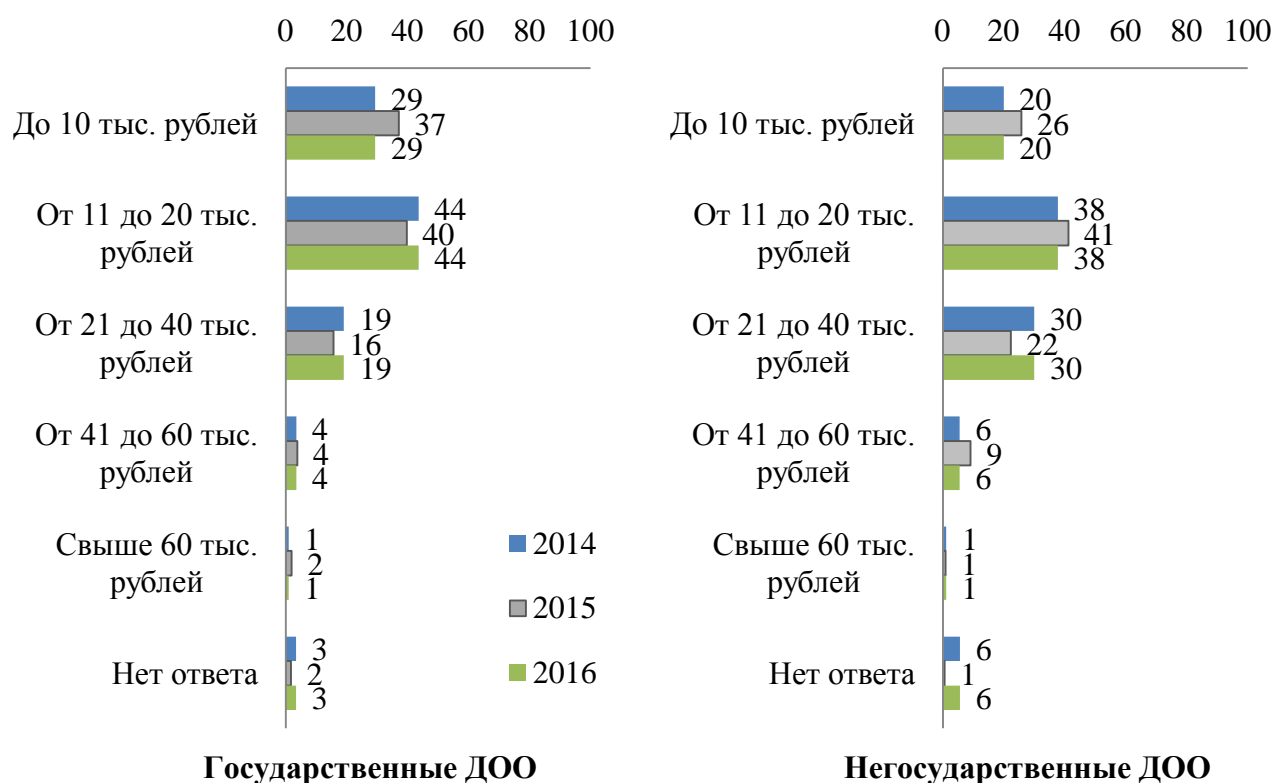 0 20 40 60 80 100
До 10 тыс. рублей
29
37
29
От 11 до 20 тыс.
рублей
44
40
44
От 21 до 40 тыс.
рублей
19
16
19
От 41 до 60 тыс.
рублей
4
4
4
Свыше 60 тыс.
рублей
1
2
1
Нет ответа
3
2
3
2014
2015
2016
Государственные ДОО
0 20 40 60 80 100
До 10 тыс. рублей
20
26
20
От 11 до 20 тыс.
рублей
38
41
38
От 21 до 40 тыс.
рублей
30
22
30
От 41 до 60 тыс.
рублей
6
9
6
Свыше 60 тыс.
рублей
1
1
1
Нет ответа
6
1
6
Негосударственные ДОО